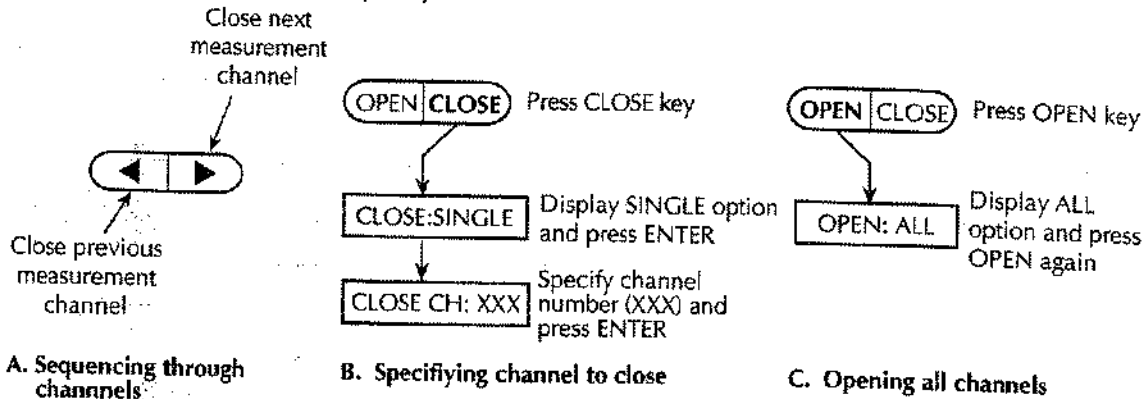 Close next
measurement
channel
Close previous
measurement
channel
A. Sequencing through
channnels
OPEN CLOSE Press CLOSE key
CLOSE:SINGLE Display SINGLE option
and press ENTER
CLOSE CH: XXX Specify channel
number (XXX) and
press ENTER
B. Specifiying channel to close
OPEN CLOSE Press OPEN key
OPEN: ALL Display ALL
option and press
OPEN again
C. Opening all channels